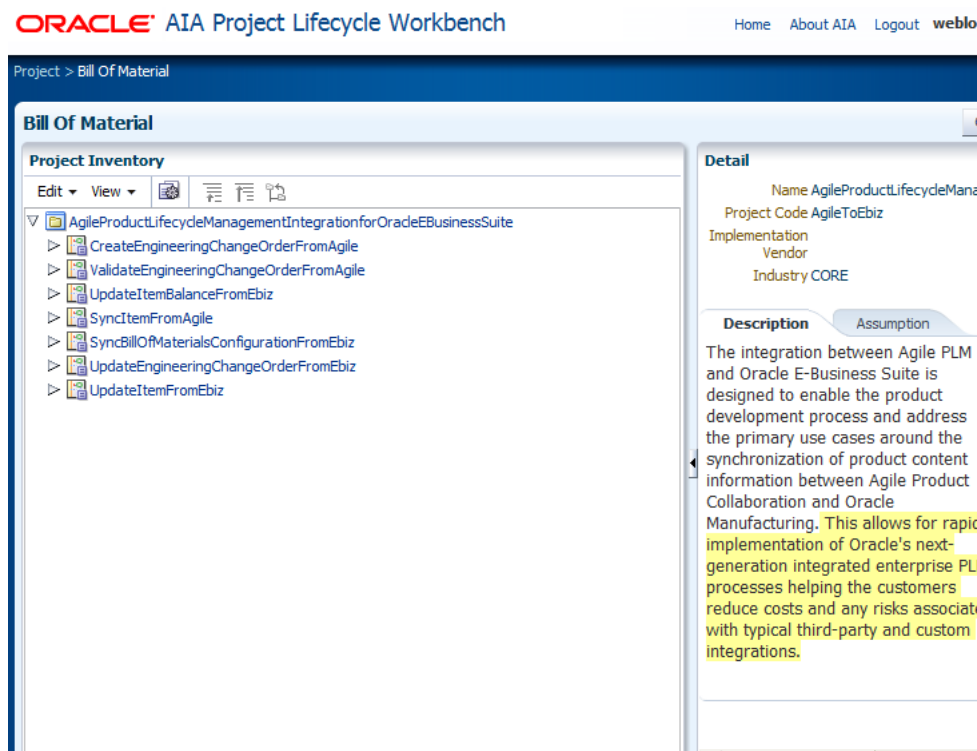 ORACLE AIA Project Lifecycle Workbench
Home About AIA Logout
Project > Bill Of Material
Bill Of Material
Project Inventory
Edit View
AgileProductLifecycleManagementIntegrationforOracleEBusinessSuite
CreateEngineeringChangeOrderFromAgile
ValidateEngineeringChangeOrderFromAgile
UpdateItemBalanceFromEbiz
SyncItemFromAgile
SyncBillOfMaterialsConfigurationFromEbiz
UpdateEngineeringChangeOrderFromEbiz
UpdateItemFromEbiz
Detail
Name AgileProductLifecycleMana
Project Code AgileToEbiz
Implementation
Vendor
Industry CORE
Description Assumption
The integration between Agile PLM
and Oracle E-Business Suite is
designed to enable the product
development process and address
the primary use cases around the
synchronization of product content
information between Agile Product
Collaboration and Oracle
Manufacturing. This allows for rapid
implementation of Oracle's next-
generation integrated enterprise
processes helping the customers
reduce costs and any risks
with typical third-party and custom
integrations.